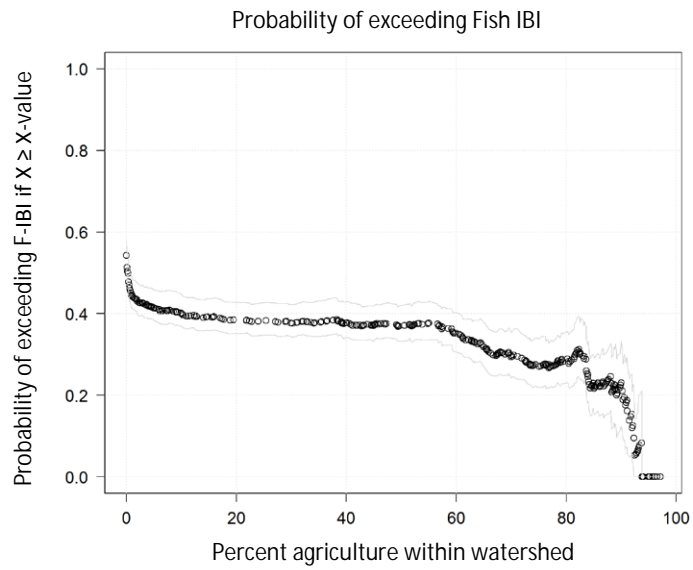 Probability of exceeding Fish IBI
Probability of exceeding F-IBI if X ≥ X-value
1.0
0.8
0.6
0.4
0.2
0.0
0 20 40 60 80 100
Percent agriculture within watershed